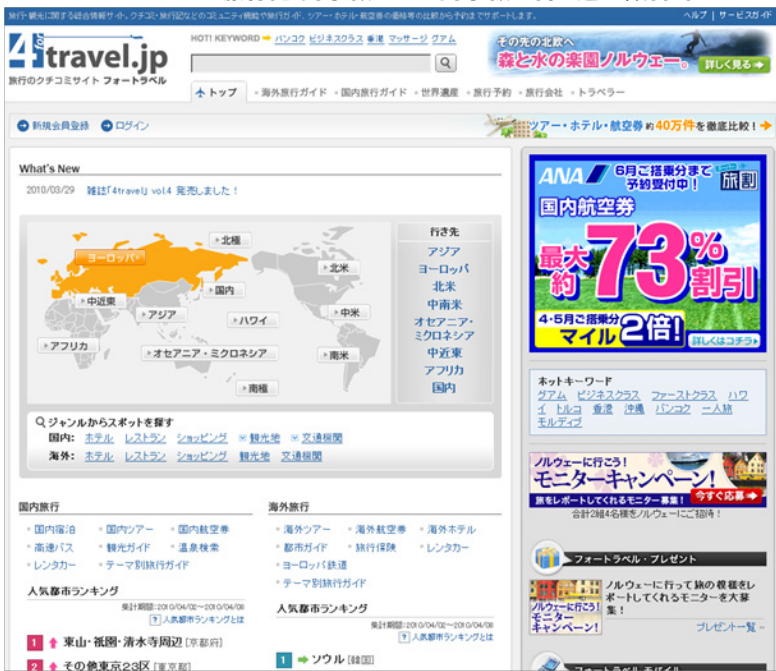 旅行・観光に関する総合情報サイト。クチコミ・旅行記などのコミュニティ機能や旅行ガイド、ツアー・ホテル・航空券の価格等の比較から予約までサポートします。
ヘルプ | サービスガイド
4travel.jp
旅行のクチコミサイト フォートラベル
HOT! KEYWORD バンコク ビジネスクラス 香港 マッサージ グアム
その先の北欧へ
森と水の楽園ノルウェー。
詳しく見る
トップ 海外旅行ガイド 国内旅行ガイド 世界遺産 旅行予約 旅行会社 トラベラー
新規会員登録 ログイン
ツアー・ホテル・航空券 約40万件を徹底比較！
What's New
2010/03/29 雑誌「4travel」 vol.4 発売しました！
北極
ヨーロッパ
北米
国内
中近東
アジア
ハワイ
中米
アフリカ
オセアニア・ミクロネシア
南米
南極
行き先
アジア
ヨーロッパ
北米
中南米
オセアニア・
ミクロネシア
中近東
アフリカ
国内
ジャンルからスポットを探す
国内: ホテル レストラン ショッピング 観光地 交通機関
海外: ホテル レストラン ショッピング 観光地 交通機関
国内旅行
国内宿泊 国内ツアー 国内航空券
高速バス 観光ガイド 温泉検索
レンタカー テーマ別旅行ガイド
人気都市ランキング
集計期間:2010/04/02～2010/04/08
? 人気都市ランキングとは
1 東山・祇園・清水寺周辺 [京都府]
2 その他東京23区 [東京都]
海外旅行
海外ツアー 海外航空券 海外ホテル
都市ガイド 旅行保険 レンタカー
ヨーロッパ鉄道
テーマ別旅行ガイド
人気都市ランキング
集計期間:2010/04/02～2010/04/08
? 人気都市ランキングとは
1 ソウル [韓国]
ANA
6月ご搭乗分まで
予約受付中！
旅割
国内航空券
最大
約
73%
割引
4・5月ご搭乗分
マイル2倍!
詳しくはコチラ
ホットキーワード
グアム ビジネスクラス ファーストクラス ハワ
イ トルコ 香港 沖縄 バンコク 一人旅
モルディブ
ノルウェーに行こう!
モニターキャンペーン!
旅をレポートしてくれるモニター募集!
今すぐ応募
合計2組4名様をノルウェーにご招待！
フォートラベル・プレゼント
ノルウェーに行こう!
モニター
キャンペーン!
ノルウェーに行って旅の模様をレ
ポートしてくれるモニターを大募
集！
プレゼント一覧
フォートラベル モバイル